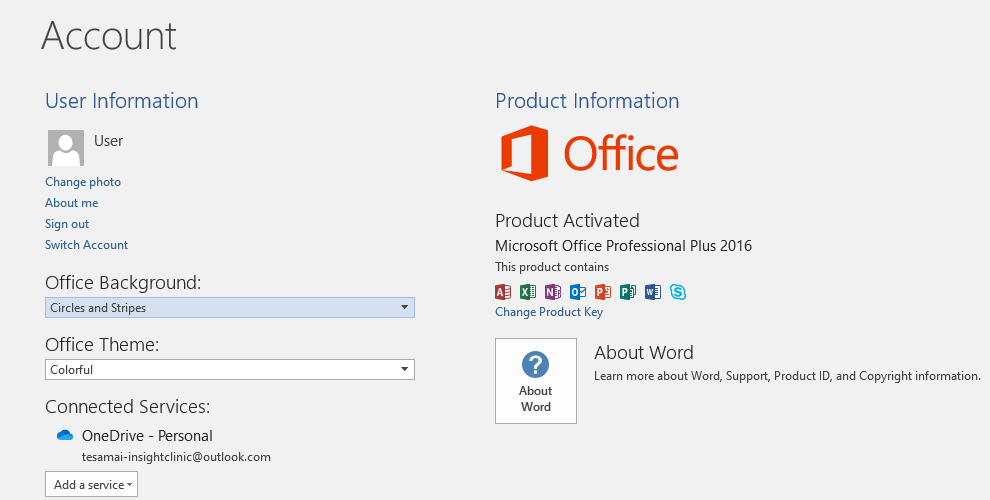 Account
User Information
User
Change photo
About me
Sign out
Switch Account
Office Background:
Circles and Stripes
Office Theme:
Colorful
Connected Services:
OneDrive - Personal
tesamai-insightclinic@outlook.com
Add a service
Product Information
Office
Product Activated
Microsoft Office Professional Plus 2016
This product contains
A X N O P P W S
Change Product Key
?
About
Word
About Word
Learn more about Word, Support, Product ID, and Copyright information.